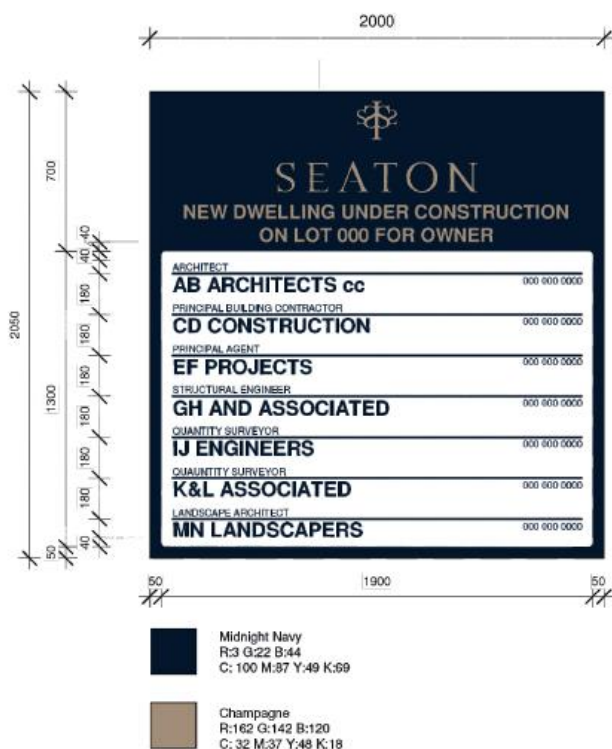 2000
SEATON
NEW DWELLING UNDER CONSTRUCTION
ON LOT 000 FOR OWNER
ARCHITECT
AB ARCHITECTS cc 000 000 0000
PRINCIPAL BUILDING CONTRACTOR
CD CONSTRUCTION 000 000 0000
PRINCIPAL AGENT
EF PROJECTS 000 000 0000
STRUCTURAL ENGINEER
GH AND ASSOCIATED 000 000 0000
QUANTITY SURVEYOR
IJ ENGINEERS 000 000 0000
QUAUNTITY SURVEYOR
K&L ASSOCIATED 000 000 0000
LANDSCAPE ARCHITECT
MN LANDSCAPERS 000 000 0000
2050
700
1300
50
40
40
180
180
180
180
180
180
40
50
1900
50
Midnight Navy
R:3 G:22 B:44
C: 100 M:87 Y:49 K:69
Champagne
R:162 G:142 B:120
C: 32 M:37 Y:48 K:18